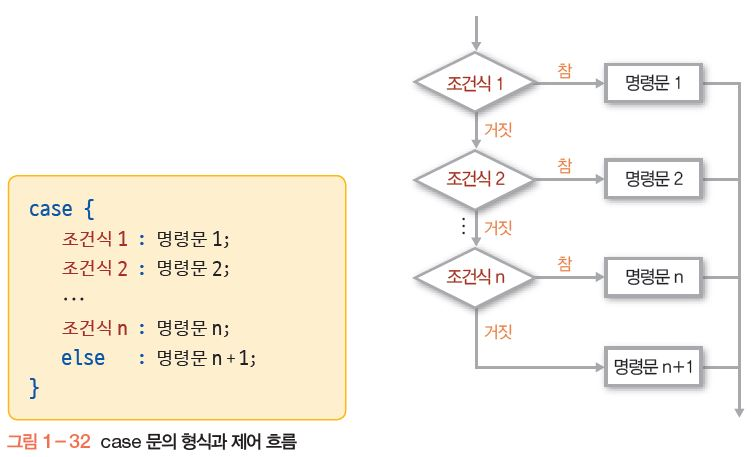 case {
조건식 1 : 명령문 1;
조건식 2 : 명령문 2;
...
조건식 n : 명령문 n;
else : 명령문 n+1;
}
그림 1-32 case 문의 형식과 제어 흐름
조건식 1
참
명령문 1
거짓
조건식 2
참
명령문 2
⋮
거짓
조건식 n
참
명령문 n
거짓
명령문 n+1